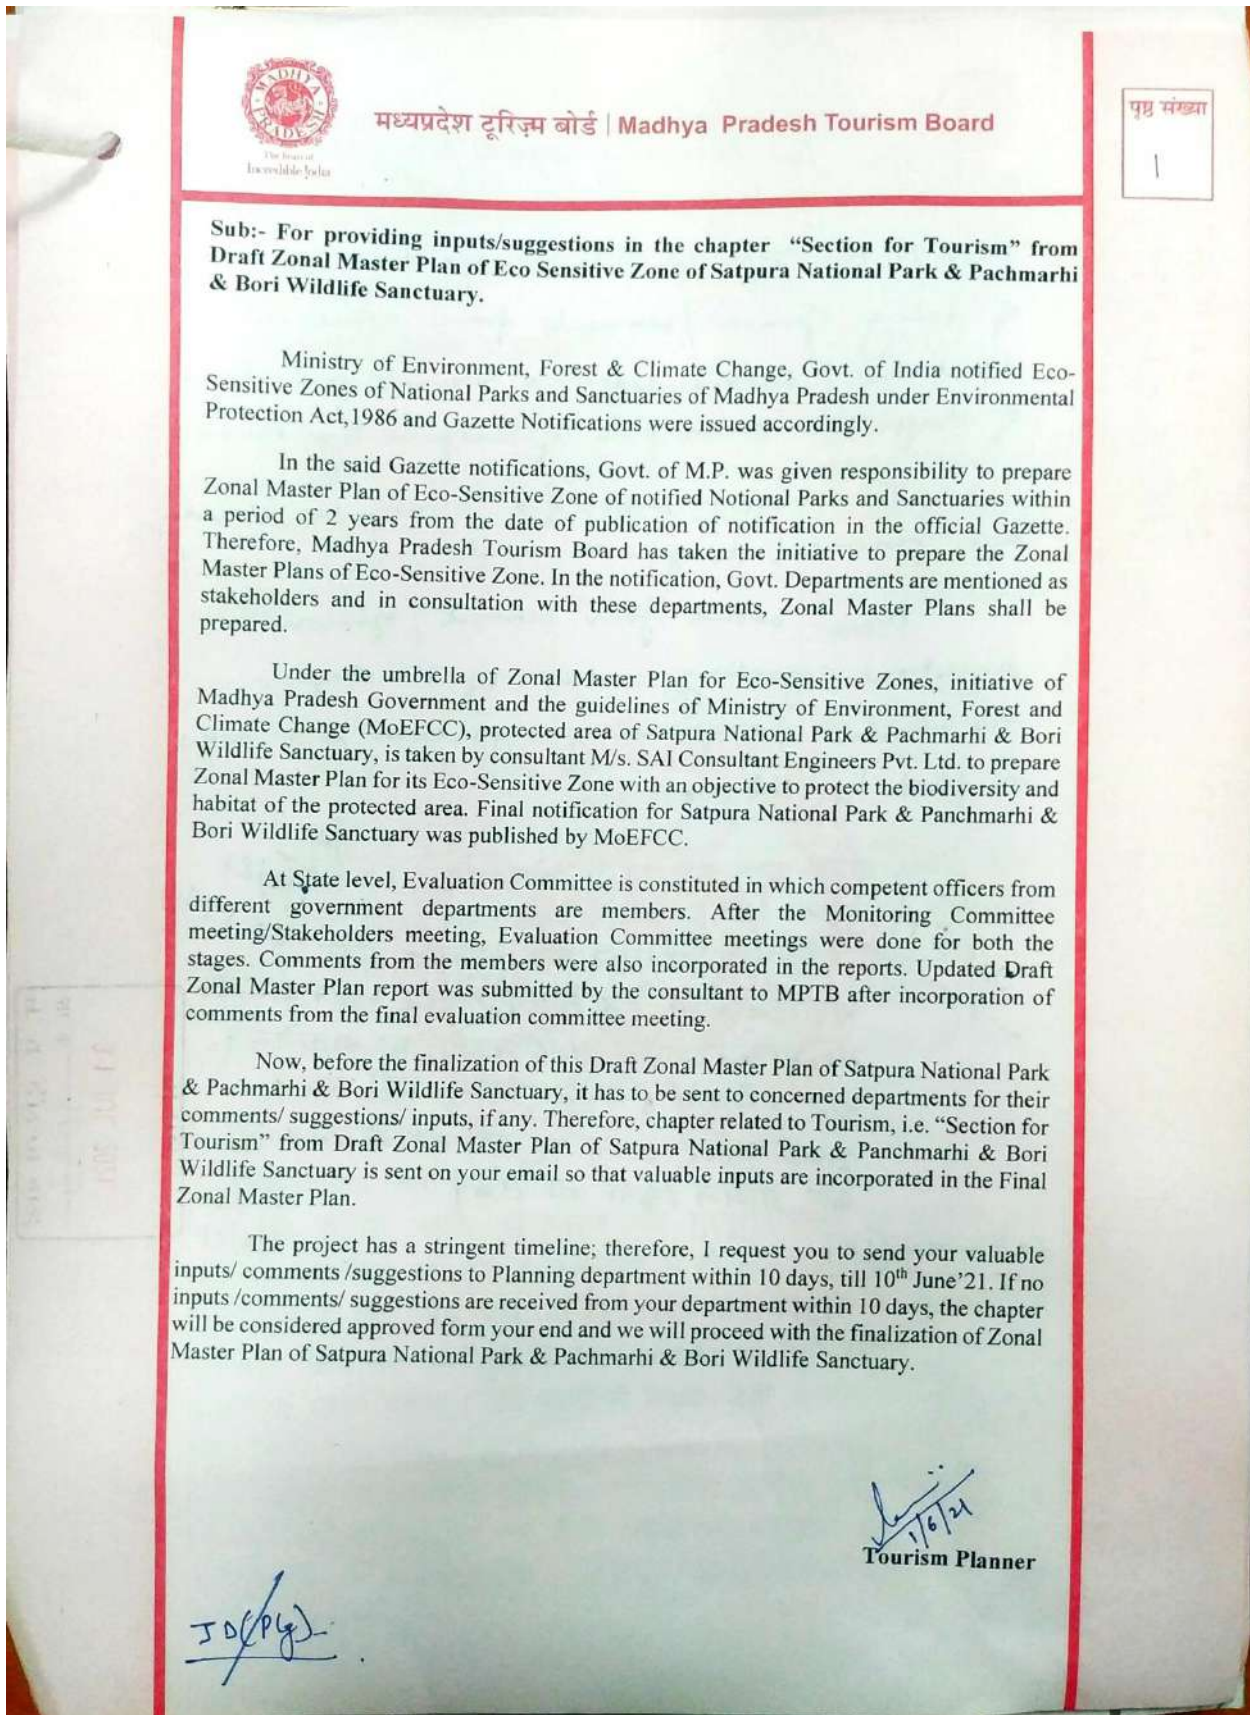 MADHYA
PRADESH
The heart of
Incredible India
मध्यप्रदेश टूरिज़्म बोर्ड | Madhya Pradesh Tourism Board
पृष्ठ संख्या
1
Sub:- For providing inputs/suggestions in the chapter “Section for Tourism” from
Draft Zonal Master Plan of Eco Sensitive Zone of Satpura National Park & Pachmarhi
& Bori Wildlife Sanctuary.
Ministry of Environment, Forest & Climate Change, Govt. of India notified Eco-
Sensitive Zones of National Parks and Sanctuaries of Madhya Pradesh under Environmental
Protection Act,1986 and Gazette Notifications were issued accordingly.
In the said Gazette notifications, Govt. of M.P. was given responsibility to prepare
Zonal Master Plan of Eco-Sensitive Zone of notified Notional Parks and Sanctuaries within
a period of 2 years from the date of publication of notification in the official Gazette.
Therefore, Madhya Pradesh Tourism Board has taken the initiative to prepare the Zonal
Master Plans of Eco-Sensitive Zone. In the notification, Govt. Departments are mentioned as
stakeholders and in consultation with these departments, Zonal Master Plans shall be
prepared.
Under the umbrella of Zonal Master Plan for Eco-Sensitive Zones, initiative of
Madhya Pradesh Government and the guidelines of Ministry of Environment, Forest and
Climate Change (MoEFCC), protected area of Satpura National Park & Pachmarhi & Bori
Wildlife Sanctuary, is taken by consultant M/s. SAI Consultant Engineers Pvt. Ltd. to prepare
Zonal Master Plan for its Eco-Sensitive Zone with an objective to protect the biodiversity and
habitat of the protected area. Final notification for Satpura National Park & Panchmarhi &
Bori Wildlife Sanctuary was published by MoEFCC.
At State level, Evaluation Committee is constituted in which competent officers from
different government departments are members. After the Monitoring Committee
meeting/Stakeholders meeting, Evaluation Committee meetings were done for both the
stages. Comments from the members were also incorporated in the reports. Updated Draft
Zonal Master Plan report was submitted by the consultant to MPTB after incorporation of
comments from the final evaluation committee meeting.
Now, before the finalization of this Draft Zonal Master Plan of Satpura National Park
& Pachmarhi & Bori Wildlife Sanctuary, it has to be sent to concerned departments for their
comments/ suggestions/ inputs, if any. Therefore, chapter related to Tourism, i.e. “Section for
Tourism” from Draft Zonal Master Plan of Satpura National Park & Panchmarhi & Bori
Wildlife Sanctuary is sent on your email so that valuable inputs are incorporated in the Final
Zonal Master Plan.
The project has a stringent timeline; therefore, I request you to send your valuable
inputs/ comments /suggestions to Planning department within 10 days, till 10th June’21. If no
inputs /comments/ suggestions are received from your department within 10 days, the chapter
will be considered approved form your end and we will proceed with the finalization of Zonal
Master Plan of Satpura National Park & Pachmarhi & Bori Wildlife Sanctuary.
1/6/21
Tourism Planner
JD(Plg)